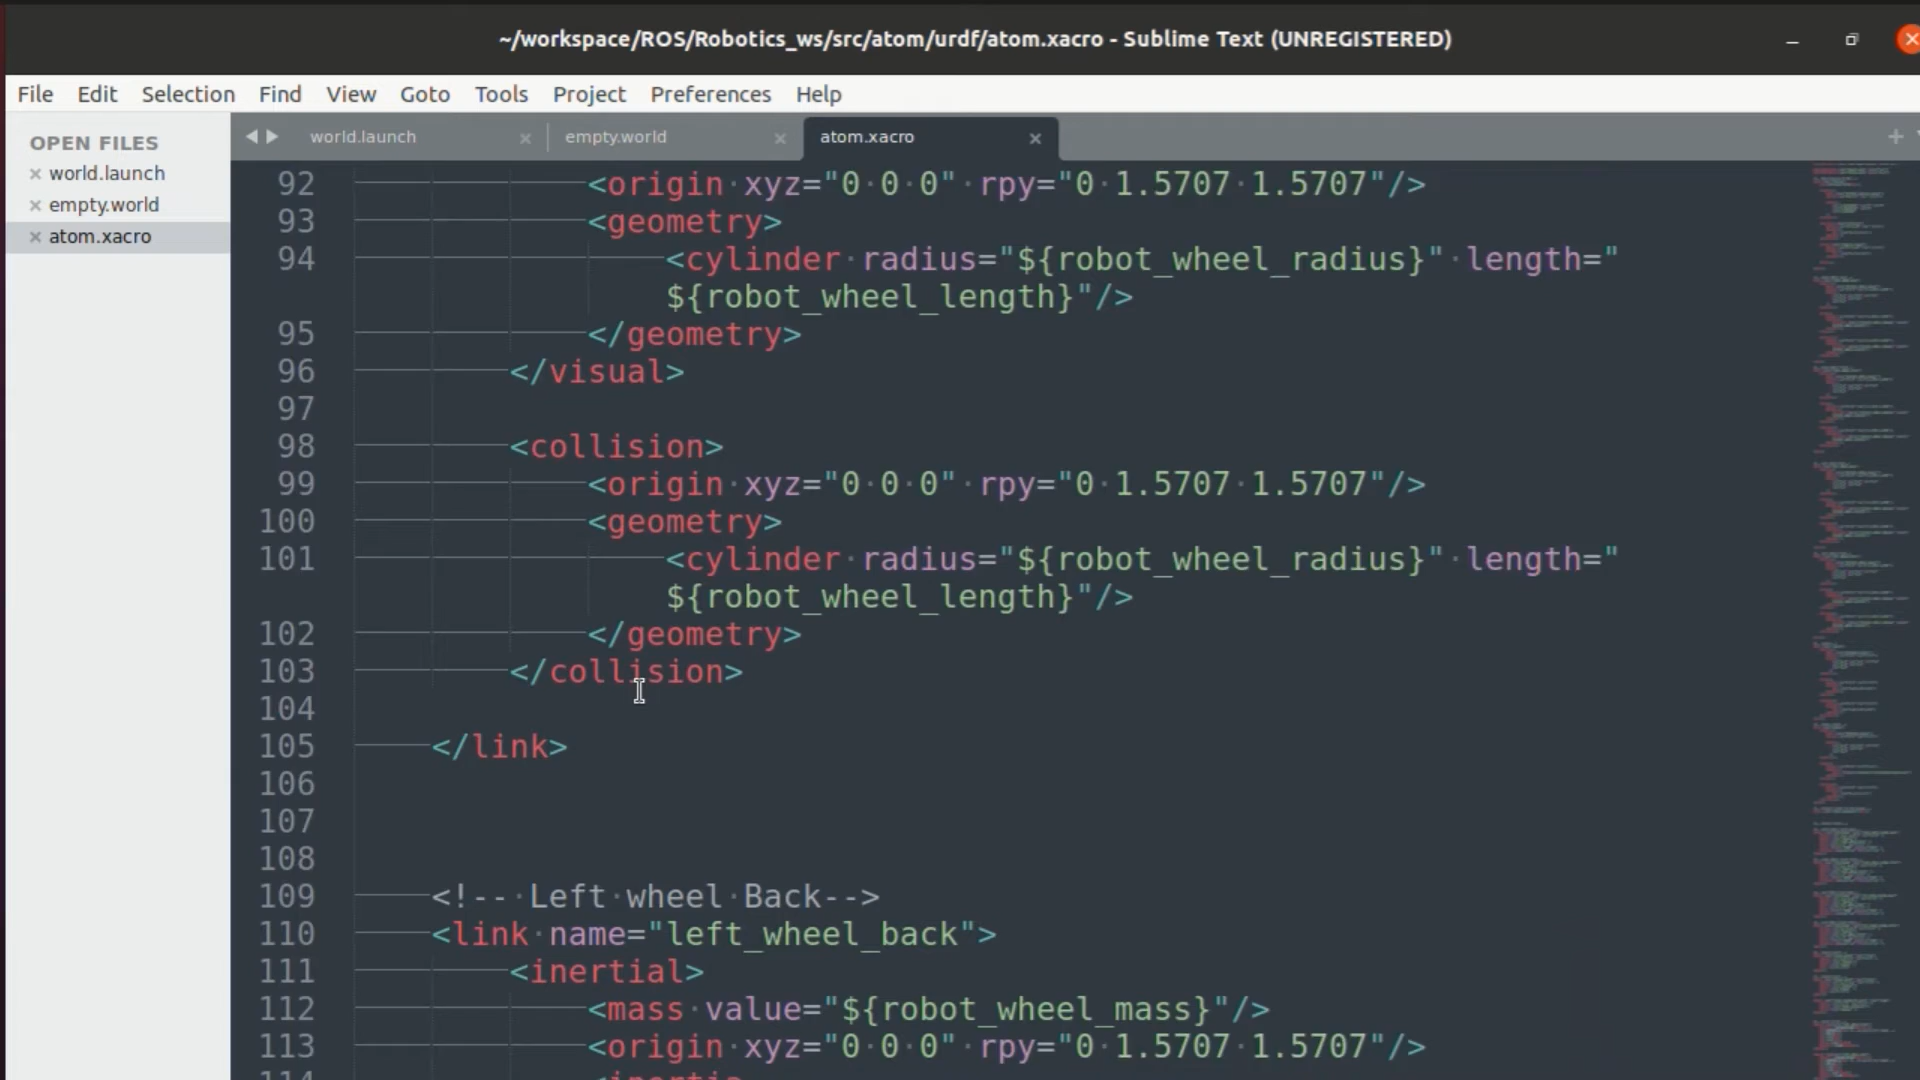 ~/workspace/ROS/Robotics_ws/src/atom/urdf/atom.xacro - Sublime Text (UNREGISTERED)
File Edit Selection Find View Goto Tools Project Preferences Help
OPEN FILES
world.launch
empty.world
atom.xacro
world.launch empty.world atom.xacro
92 <origin xyz="0 0 0" rpy="0 1.5707 1.5707"/>
93 <geometry>
94 <cylinder radius="${robot_wheel_radius}" length="
${robot_wheel_length}"/>
95 </geometry>
96 </visual>
97
98 <collision>
99 <origin xyz="0 0 0" rpy="0 1.5707 1.5707"/>
100 <geometry>
101 <cylinder radius="${robot_wheel_radius}" length="
${robot_wheel_length}"/>
102 </geometry>
103 </collision>
104
105 </link>
106
107
108
109 <!-- Left wheel Back-->
110 <link name="left_wheel_back">
111 <inertial>
112 <mass value="${robot_wheel_mass}"/>
113 <origin xyz="0 0 0" rpy="0 1.5707 1.5707"/>
114 <inertia